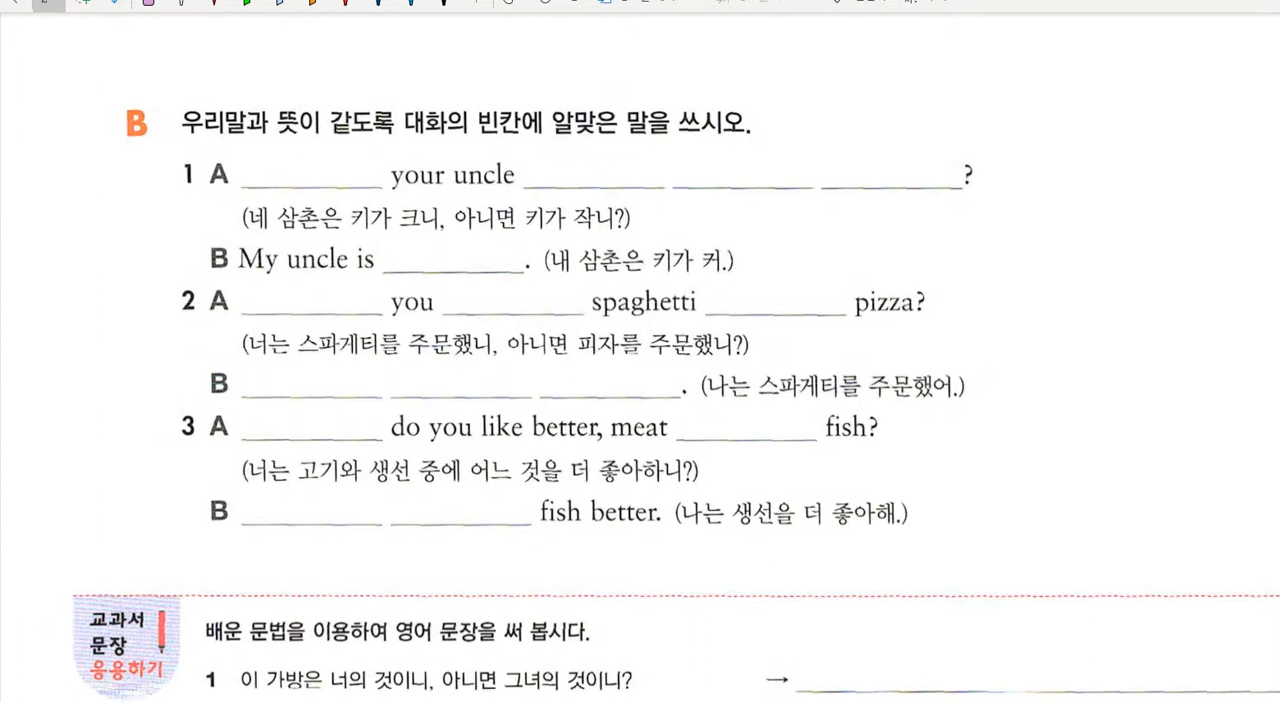 B 우리말과 뜻이 같도록 대화의 빈칸에 알맞은 말을 쓰시오.
1 A __________ your uncle __________ __________ __________?
(네 삼촌은 키가 크니, 아니면 키가 작니?)
B My uncle is __________. (내 삼촌은 키가 커.)
2 A __________ you __________ spaghetti __________ pizza?
(너는 스파게티를 주문했니, 아니면 피자를 주문했니?)
B __________ __________ __________. (나는 스파게티를 주문했어.)
3 A __________ do you like better, meat __________ fish?
(너는 고기와 생선 중에 어느 것을 더 좋아하니?)
B __________ __________ fish better. (나는 생선을 더 좋아해.)
교과서
문장
응용하기
배운 문법을 이용하여 영어 문장을 써 봅시다.
1 이 가방은 너의 것이니, 아니면 그녀의 것이니? → __________